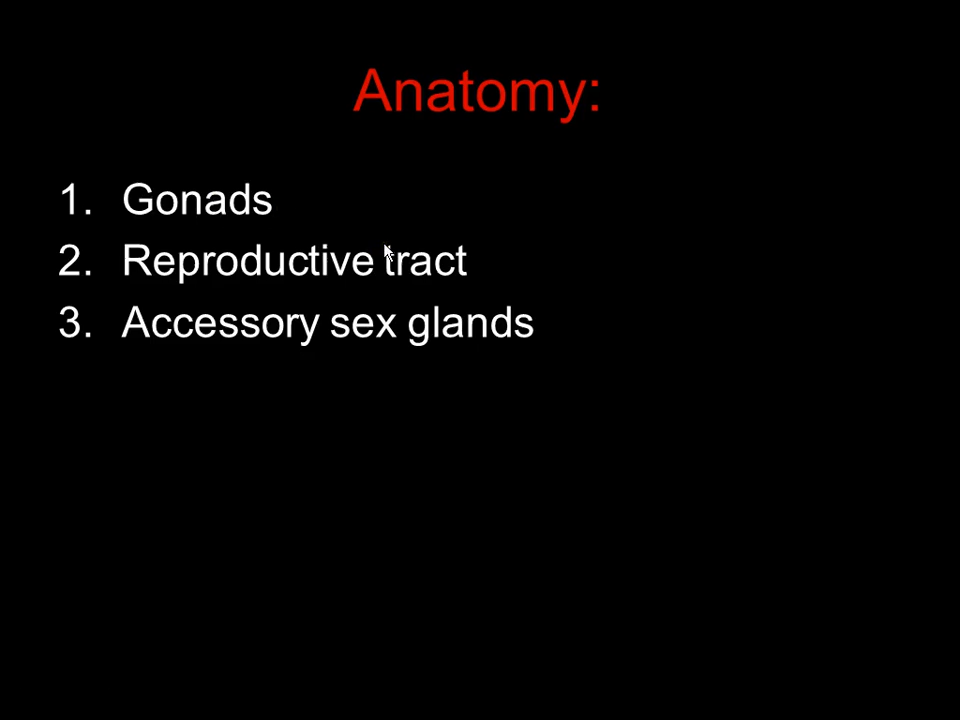 Anatomy:
1. Gonads
2. Reproductive tract
3. Accessory sex glands